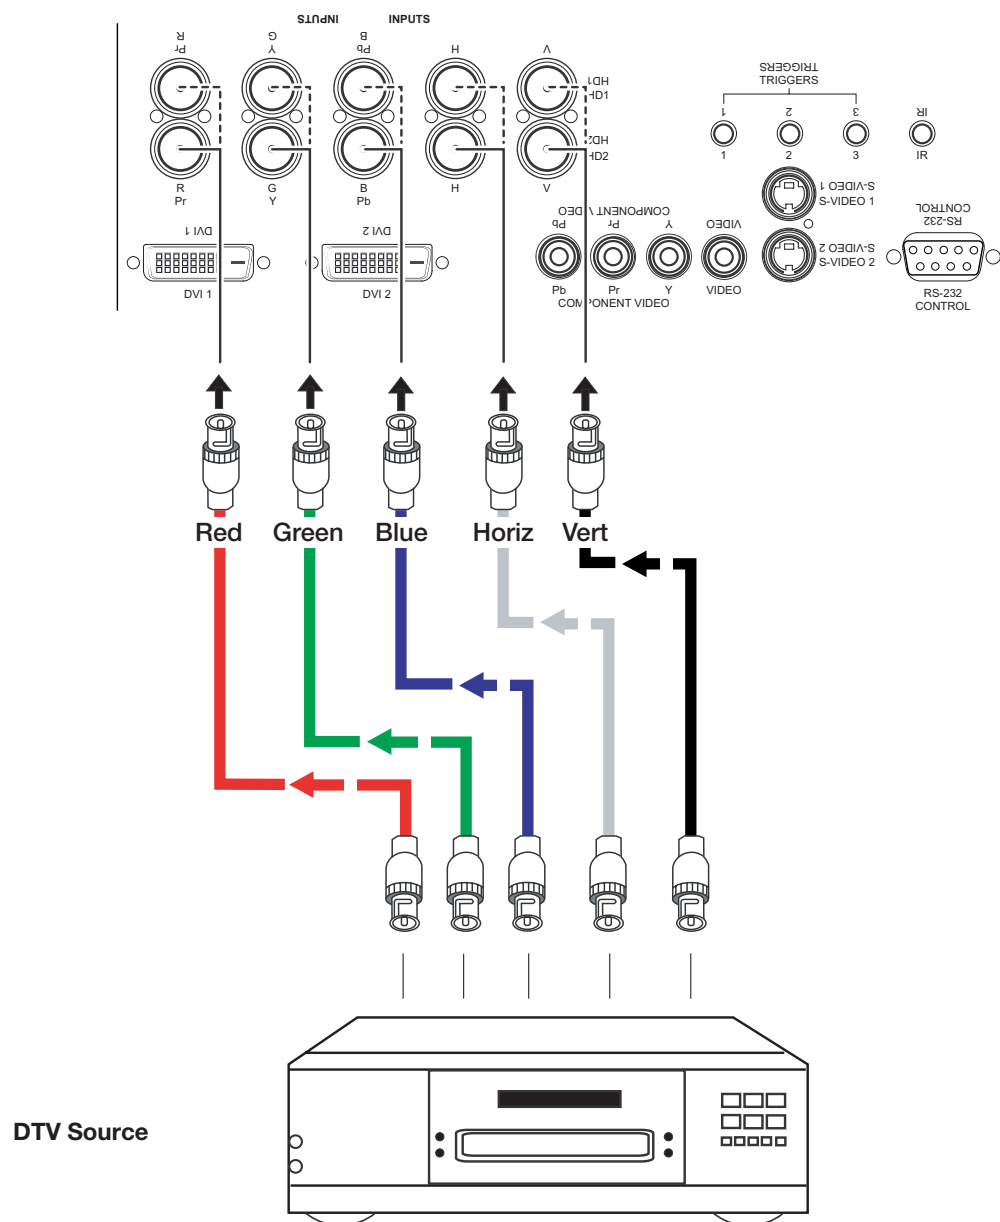 INPUTS INPUTS
R G B H V
Pr Y Pb
HD1
HD1
HD2
HD2
R G B H V
Pr Y Pb
TRIGGERS
TRIGGERS
1 2 3 IR
1 2 3 IR
S-VIDEO 1
S-VIDEO 1
S-VIDEO 2
S-VIDEO 2
RS-232
CONTROL
RS-232
CONTROL
DVI 1 DVI 2
DVI 1 DVI 2
COMPONENT VIDEO
Pb Pr Y VIDEO
Pb Pr Y VIDEO
COMPONENT VIDEO
Red Green Blue Horiz Vert
DTV Source